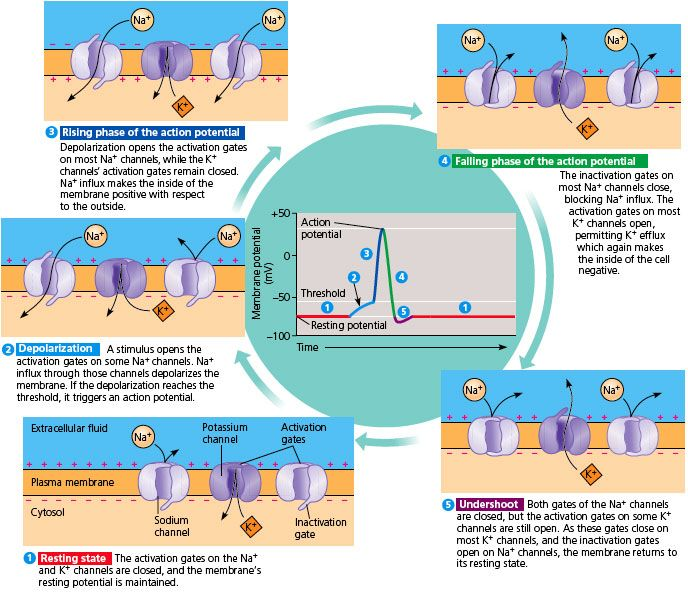 Na⁺
Na⁺
K⁺
3 Rising phase of the action potential
Depolarization opens the activation gates
on most Na⁺ channels, while the K⁺
channels' activation gates remain closed.
Na⁺ influx makes the inside of the
membrane positive with respect
to the outside.
Na⁺
Na⁺
K⁺
4 Falling phase of the action potential
The inactivation gates on
most Na⁺ channels close,
blocking Na⁺ influx. The
activation gates on most
K⁺ channels open,
permitting K⁺ efflux
which again makes
the inside of the cell
negative.
Na⁺
Na⁺
K⁺
2 Depolarization A stimulus opens the
activation gates on some Na⁺ channels. Na⁺
influx through those channels depolarizes the
membrane. If the depolarization reaches the
threshold, it triggers an action potential.
Membrane potential
(mV)
+50
0
−50
−100
Action
potential
Threshold
Resting potential
1
2
3
4
5
1
Time
Extracellular fluid
Plasma membrane
Cytosol
Na⁺
Potassium
channel
Activation
gates
Sodium
channel
K⁺
Inactivation
gate
1 Resting state The activation gates on the Na⁺
and K⁺ channels are closed, and the membrane's
resting potential is maintained.
Na⁺
Na⁺
K⁺
5 Undershoot Both gates of the Na⁺ channels
are closed, but the activation gates on some K⁺
channels are still open. As these gates close on
most K⁺ channels, and the inactivation gates
open on Na⁺ channels, the membrane returns to
its resting state.